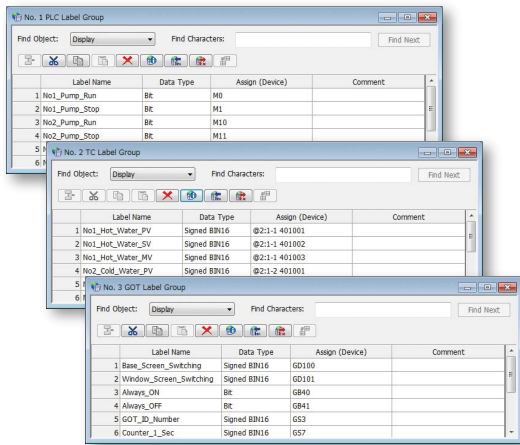 No. 1 PLC Label Group
Find Object: Display Find Characters: Find Next
Label Name Data Type Assign (Device) Comment
1 No1_Pump_Run Bit M0
2 No1_Pump_Stop Bit M1
3 No2_Pump_Run Bit M10
4 No2_Pump_Stop Bit M11
5
6
No. 2 TC Label Group
Find Object: Display Find Characters: Find Next
Label Name Data Type Assign (Device) Comment
1 No1_Hot_Water_PV Signed BIN16 @2:1-1 401001
2 No1_Hot_Water_SV Signed BIN16 @2:1-1 401002
3 No1_Hot_Water_MV Signed BIN16 @2:1-1 401003
4 No2_Cold_Water_PV Signed BIN16 @2:1-2 401001
5
6
No. 3 GOT Label Group
Find Object: Display Find Characters: Find Next
Label Name Data Type Assign (Device) Comment
1 Base_Screen_Switching Signed BIN16 GD100
2 Window_Screen_Switching Signed BIN16 GD101
3 Always_ON Bit GB40
4 Always_OFF Bit GB41
5 GOT_ID_Number Signed BIN16 GS3
6 Counter_1_Sec Signed BIN16 GS7